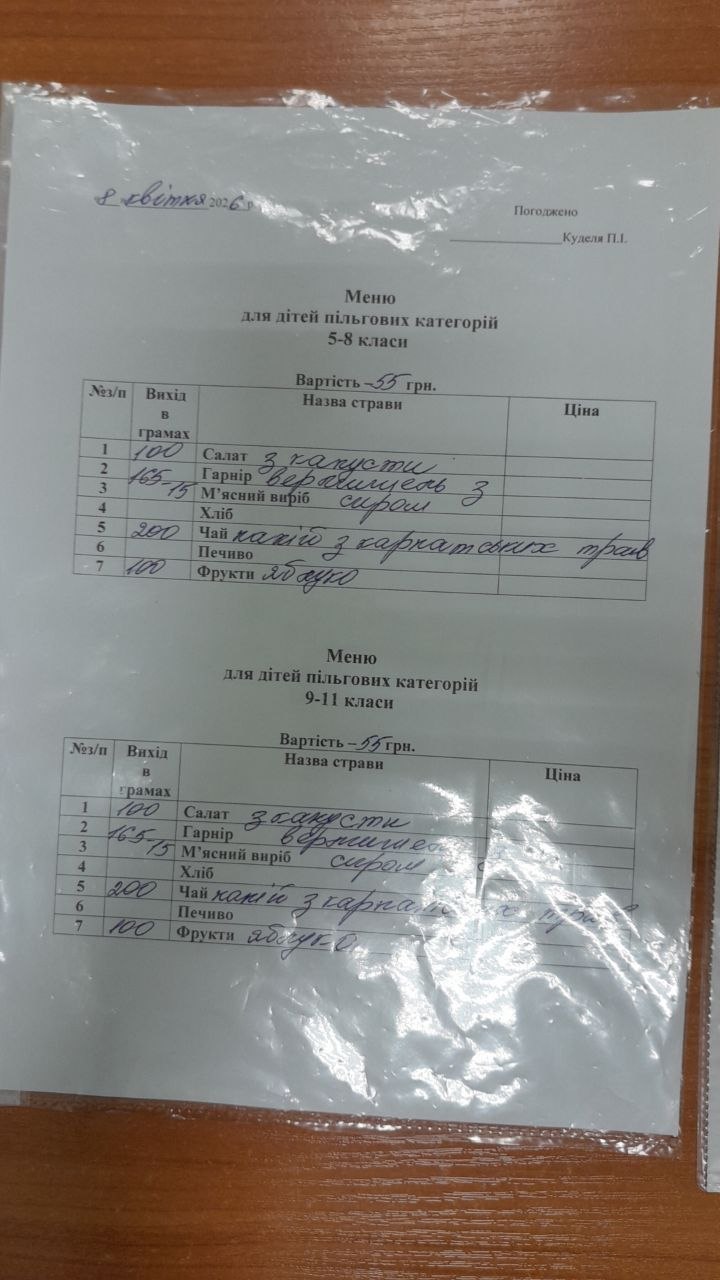 8 квітня 2026 р
Погоджено
Куделя П.І.
Меню
для дітей пільгових категорій
5-8 класи
Вартість – 55 грн.
№з/п Вихід в грамах Назва страви Ціна
1 100 Салат з капусти
2 165-15 Гарнір вермишель з
3 М’ясний виріб сиром
4 Хліб
5 200 Чай напій з карпатських трав
6 Печиво
7 100 Фрукти яблуко
Меню
для дітей пільгових категорій
9-11 класи
Вартість – 55 грн.
№з/п Вихід в грамах Назва страви Ціна
1 100 Салат з капусти
2 165-15 Гарнір вермишель
3 М’ясний виріб сиром
4 Хліб
5 200 Чай напій з карпатських трав
6 Печиво
7 100 Фрукти яблуко